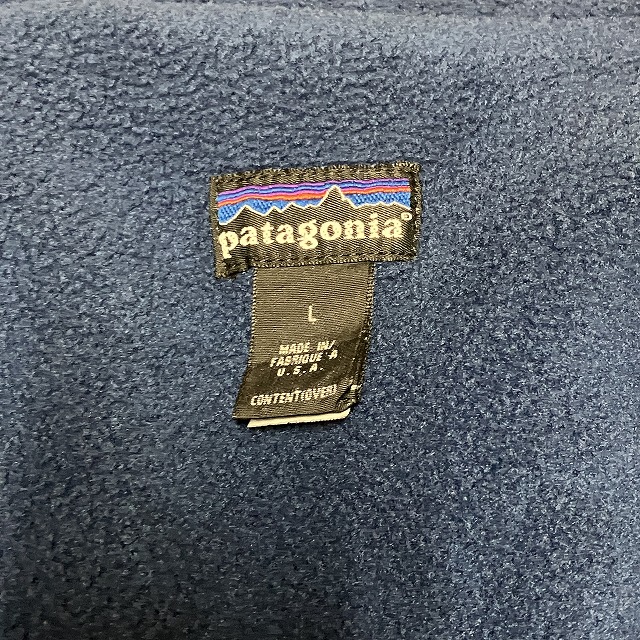 patagonia®
L
MADE IN/
FABRIQUE A
U.S.A.
CONTENT(OVER)